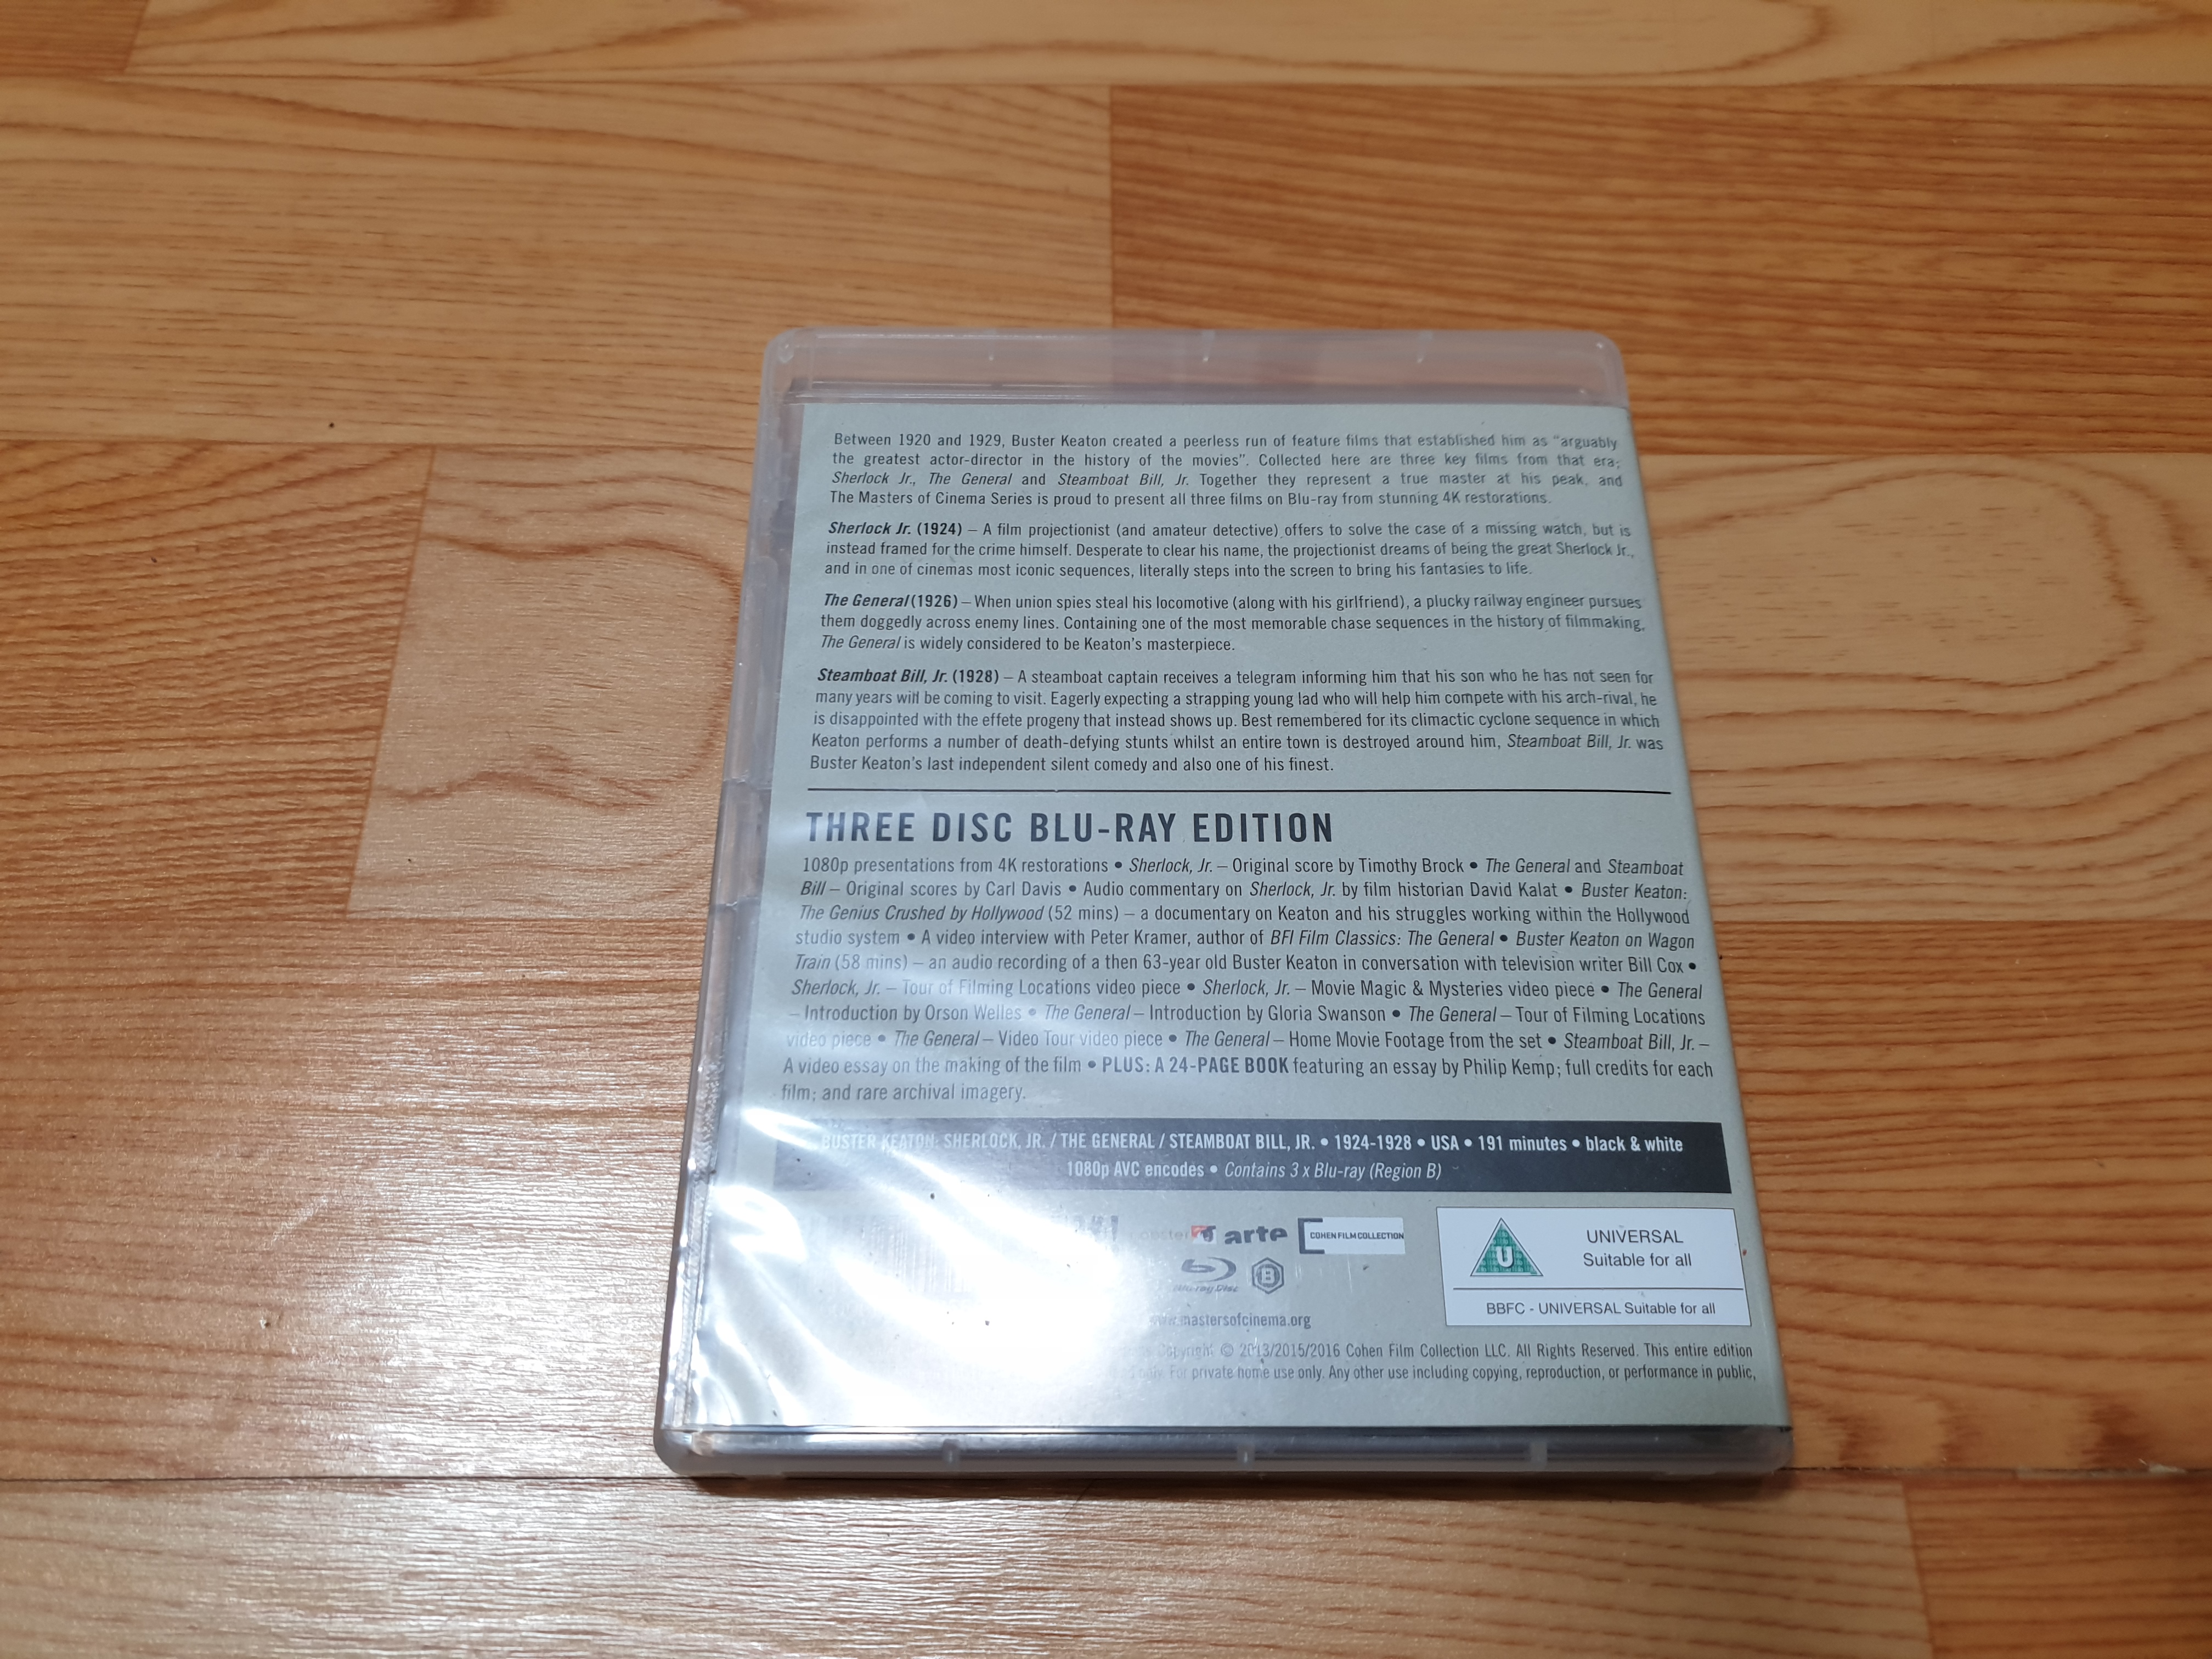 Between 1920 and 1929, Buster Keaton created a peerless run of feature films that established him as "arguably
the greatest actor-director in the history of the movies". Collected here are three key films from that era;
Sherlock Jr., The General and Steamboat Bill, Jr. Together they represent a true master at his peak, and
The Masters of Cinema Series is proud to present all three films on Blu-ray from stunning 4K restorations.
Sherlock Jr. (1924) – A film projectionist (and amateur detective) offers to solve the case of a missing watch, but is
instead framed for the crime himself. Desperate to clear his name, the projectionist dreams of being the great Sherlock Jr.,
and in one of cinemas most iconic sequences, literally steps into the screen to bring his fantasies to life.
The General (1926) – When union spies steal his locomotive (along with his girlfriend), a plucky railway engineer pursues
them doggedly across enemy lines. Containing one of the most memorable chase sequences in the history of filmmaking,
The General is widely considered to be Keaton's masterpiece.
Steamboat Bill, Jr. (1928) – A steamboat captain receives a telegram informing him that his son who he has not seen for
many years will be coming to visit. Eagerly expecting a strapping young lad who will help him compete with his arch-rival, he
is disappointed with the effete progeny that instead shows up. Best remembered for its climactic cyclone sequence in which
Keaton performs a number of death-defying stunts whilst an entire town is destroyed around him, Steamboat Bill, Jr. was
Buster Keaton's last independent silent comedy and also one of his finest.
THREE DISC BLU-RAY EDITION
1080p presentations from 4K restorations • Sherlock, Jr. – Original score by Timothy Brock • The General and Steamboat
Bill – Original scores by Carl Davis • Audio commentary on Sherlock, Jr. by film historian David Kalat • Buster Keaton:
The Genius Crushed by Hollywood (52 mins) – a documentary on Keaton and his struggles working within the Hollywood
studio system • A video interview with Peter Kramer, author of BFI Film Classics: The General • Buster Keaton on Wagon
Train (58 mins) – an audio recording of a then 63-year old Buster Keaton in conversation with television writer Bill Cox •
Sherlock, Jr. – Tour of Filming Locations video piece • Sherlock, Jr. – Movie Magic & Mysteries video piece • The General
– Introduction by Orson Welles • The General – Introduction by Gloria Swanson • The General – Tour of Filming Locations
video piece • The General – Video Tour video piece • The General – Home Movie Footage from the set • Steamboat Bill, Jr. –
A video essay on the making of the film • PLUS: A 24-PAGE BOOK featuring an essay by Philip Kemp; full credits for each
film; and rare archival imagery.
BUSTER KEATON: SHERLOCK, JR. / THE GENERAL / STEAMBOAT BILL, JR. • 1924-1928 • USA • 191 minutes • black & white
1080p AVC encodes • Contains 3 x Blu-ray (Region B)
arte COHEN FILM COLLECTION
Blu-ray Disc B
U UNIVERSAL
Suitable for all
BBFC - UNIVERSAL Suitable for all
www.mastersofcinema.org
Copyright © 2013/2015/2016 Cohen Film Collection LLC. All Rights Reserved. This entire edition
For private home use only. Any other use including copying, reproduction, or performance in public,